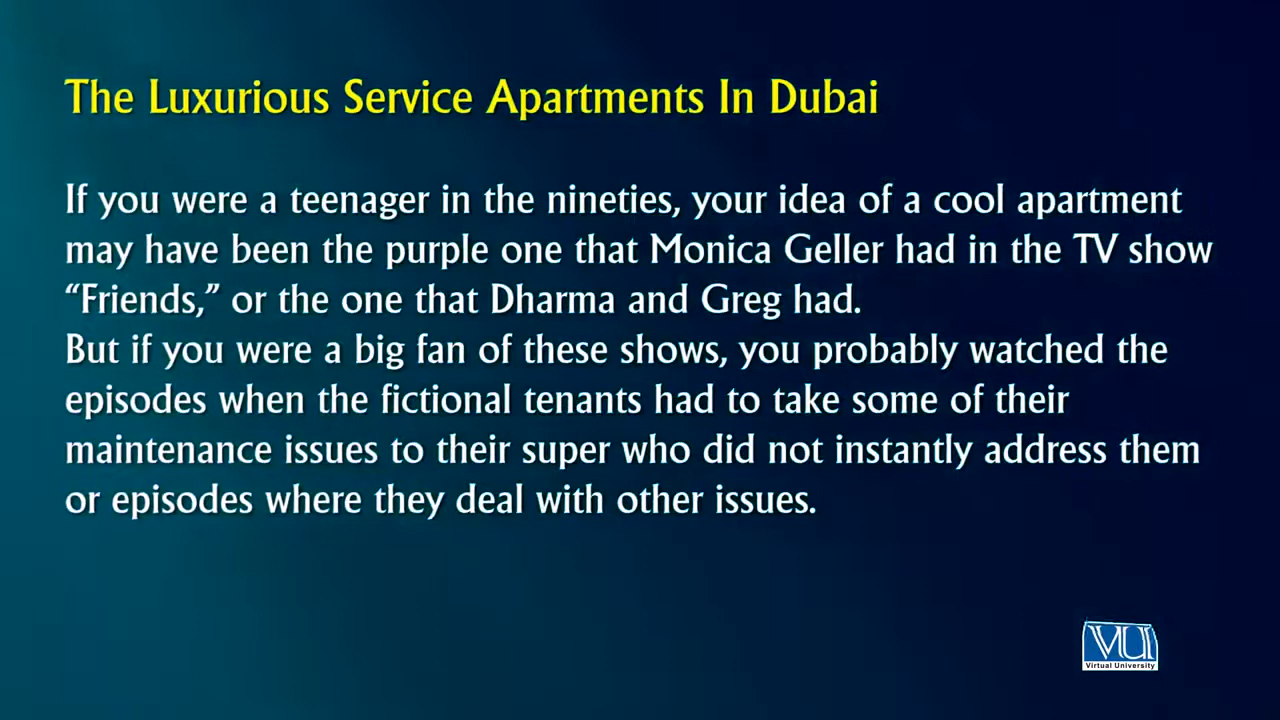 The Luxurious Service Apartments In Dubai
If you were a teenager in the nineties, your idea of a cool apartment
may have been the purple one that Monica Geller had in the TV show
“Friends,” or the one that Dharma and Greg had.
But if you were a big fan of these shows, you probably watched the
episodes when the fictional tenants had to take some of their
maintenance issues to their super who did not instantly address them
or episodes where they deal with other issues.
VU
Virtual University